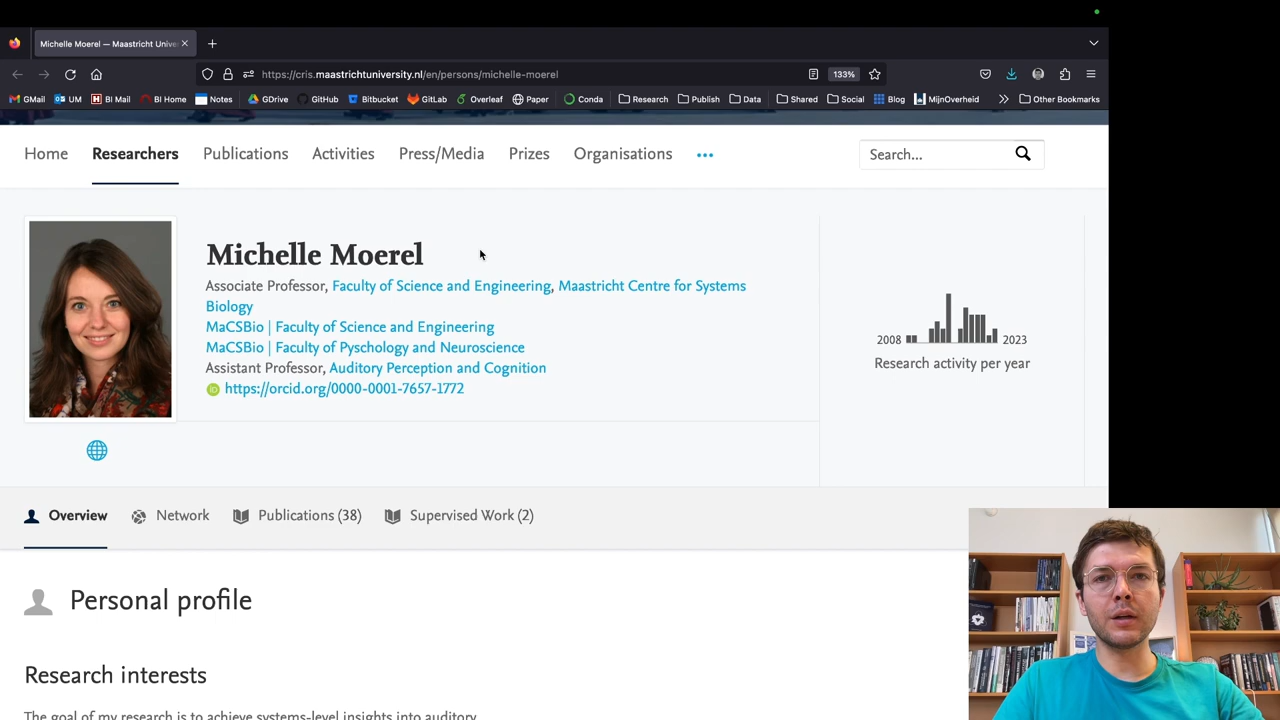 Michelle Moerel — Maastricht Unive
https://cris.maastrichtuniversity.nl/en/persons/michelle-moerel
133%
GMail
UM
BI Mail
BI Home
Notes
GDrive
GitHub
Bitbucket
GitLab
Overleaf
Paper
Conda
Research
Publish
Data
Shared
Social
Blog
MijnOverheid
Other Bookmarks
Home
Researchers
Publications
Activities
Press/Media
Prizes
Organisations
Search...
Michelle Moerel
Associate Professor, Faculty of Science and Engineering, Maastricht Centre for Systems
Biology
MaCSBio | Faculty of Science and Engineering
MaCSBio | Faculty of Pyschology and Neuroscience
Assistant Professor, Auditory Perception and Cognition
https://orcid.org/0000-0001-7657-1772
2008
2023
Research activity per year
Overview
Network
Publications (38)
Supervised Work (2)
Personal profile
Research interests
The goal of my research is to achieve systems-level insights into auditory